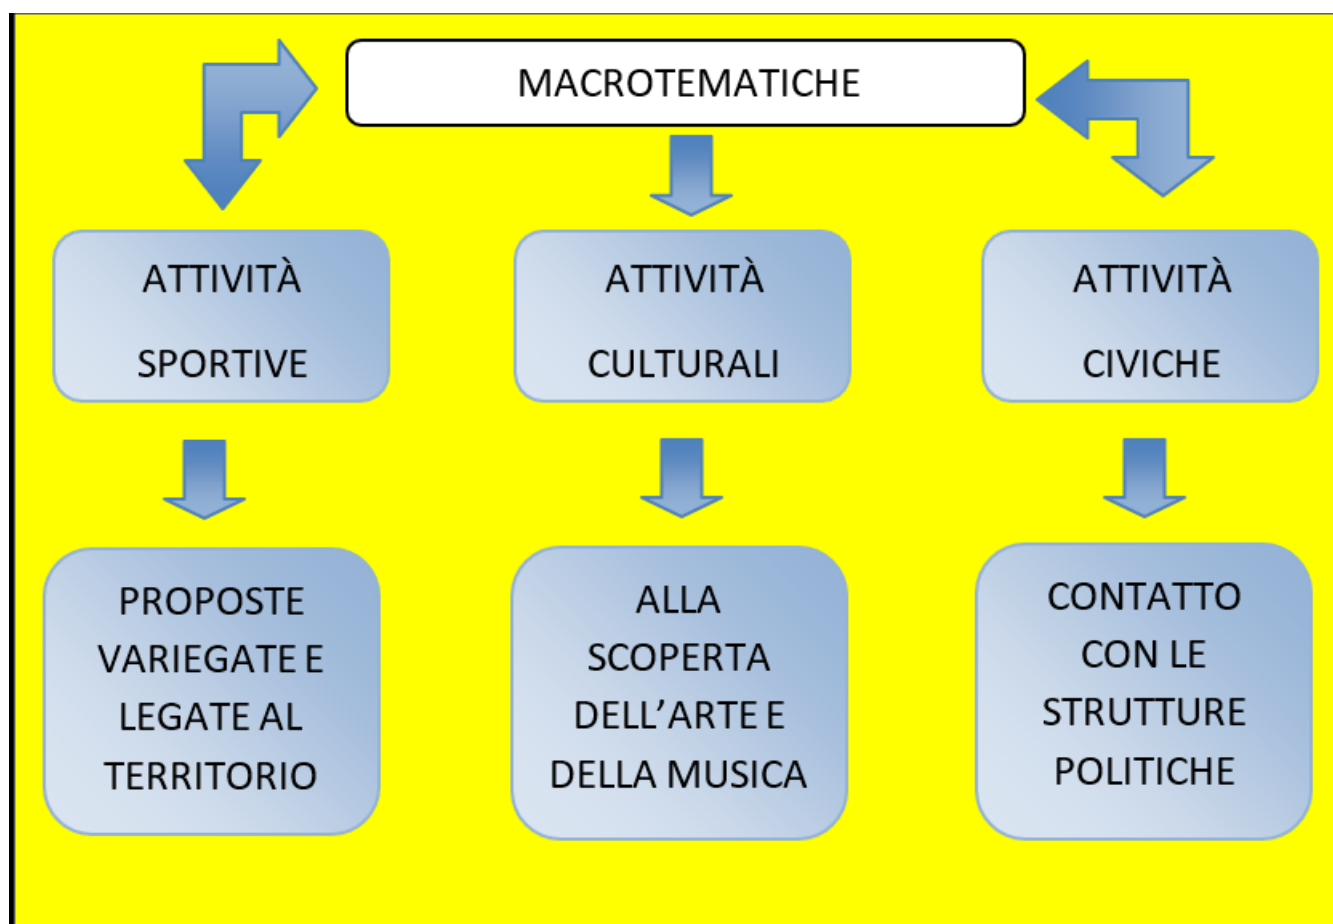 MACROTEMATICHE
ATTIVITÀ
SPORTIVE
ATTIVITÀ
CULTURALI
ATTIVITÀ
CIVICHE
PROPOSTE
VARIEGATE E
LEGATE AL
TERRITORIO
ALLA
SCOPERTA
DELL’ARTE E
DELLA MUSICA
CONTATTO
CON LE
STRUTTURE
POLITICHE